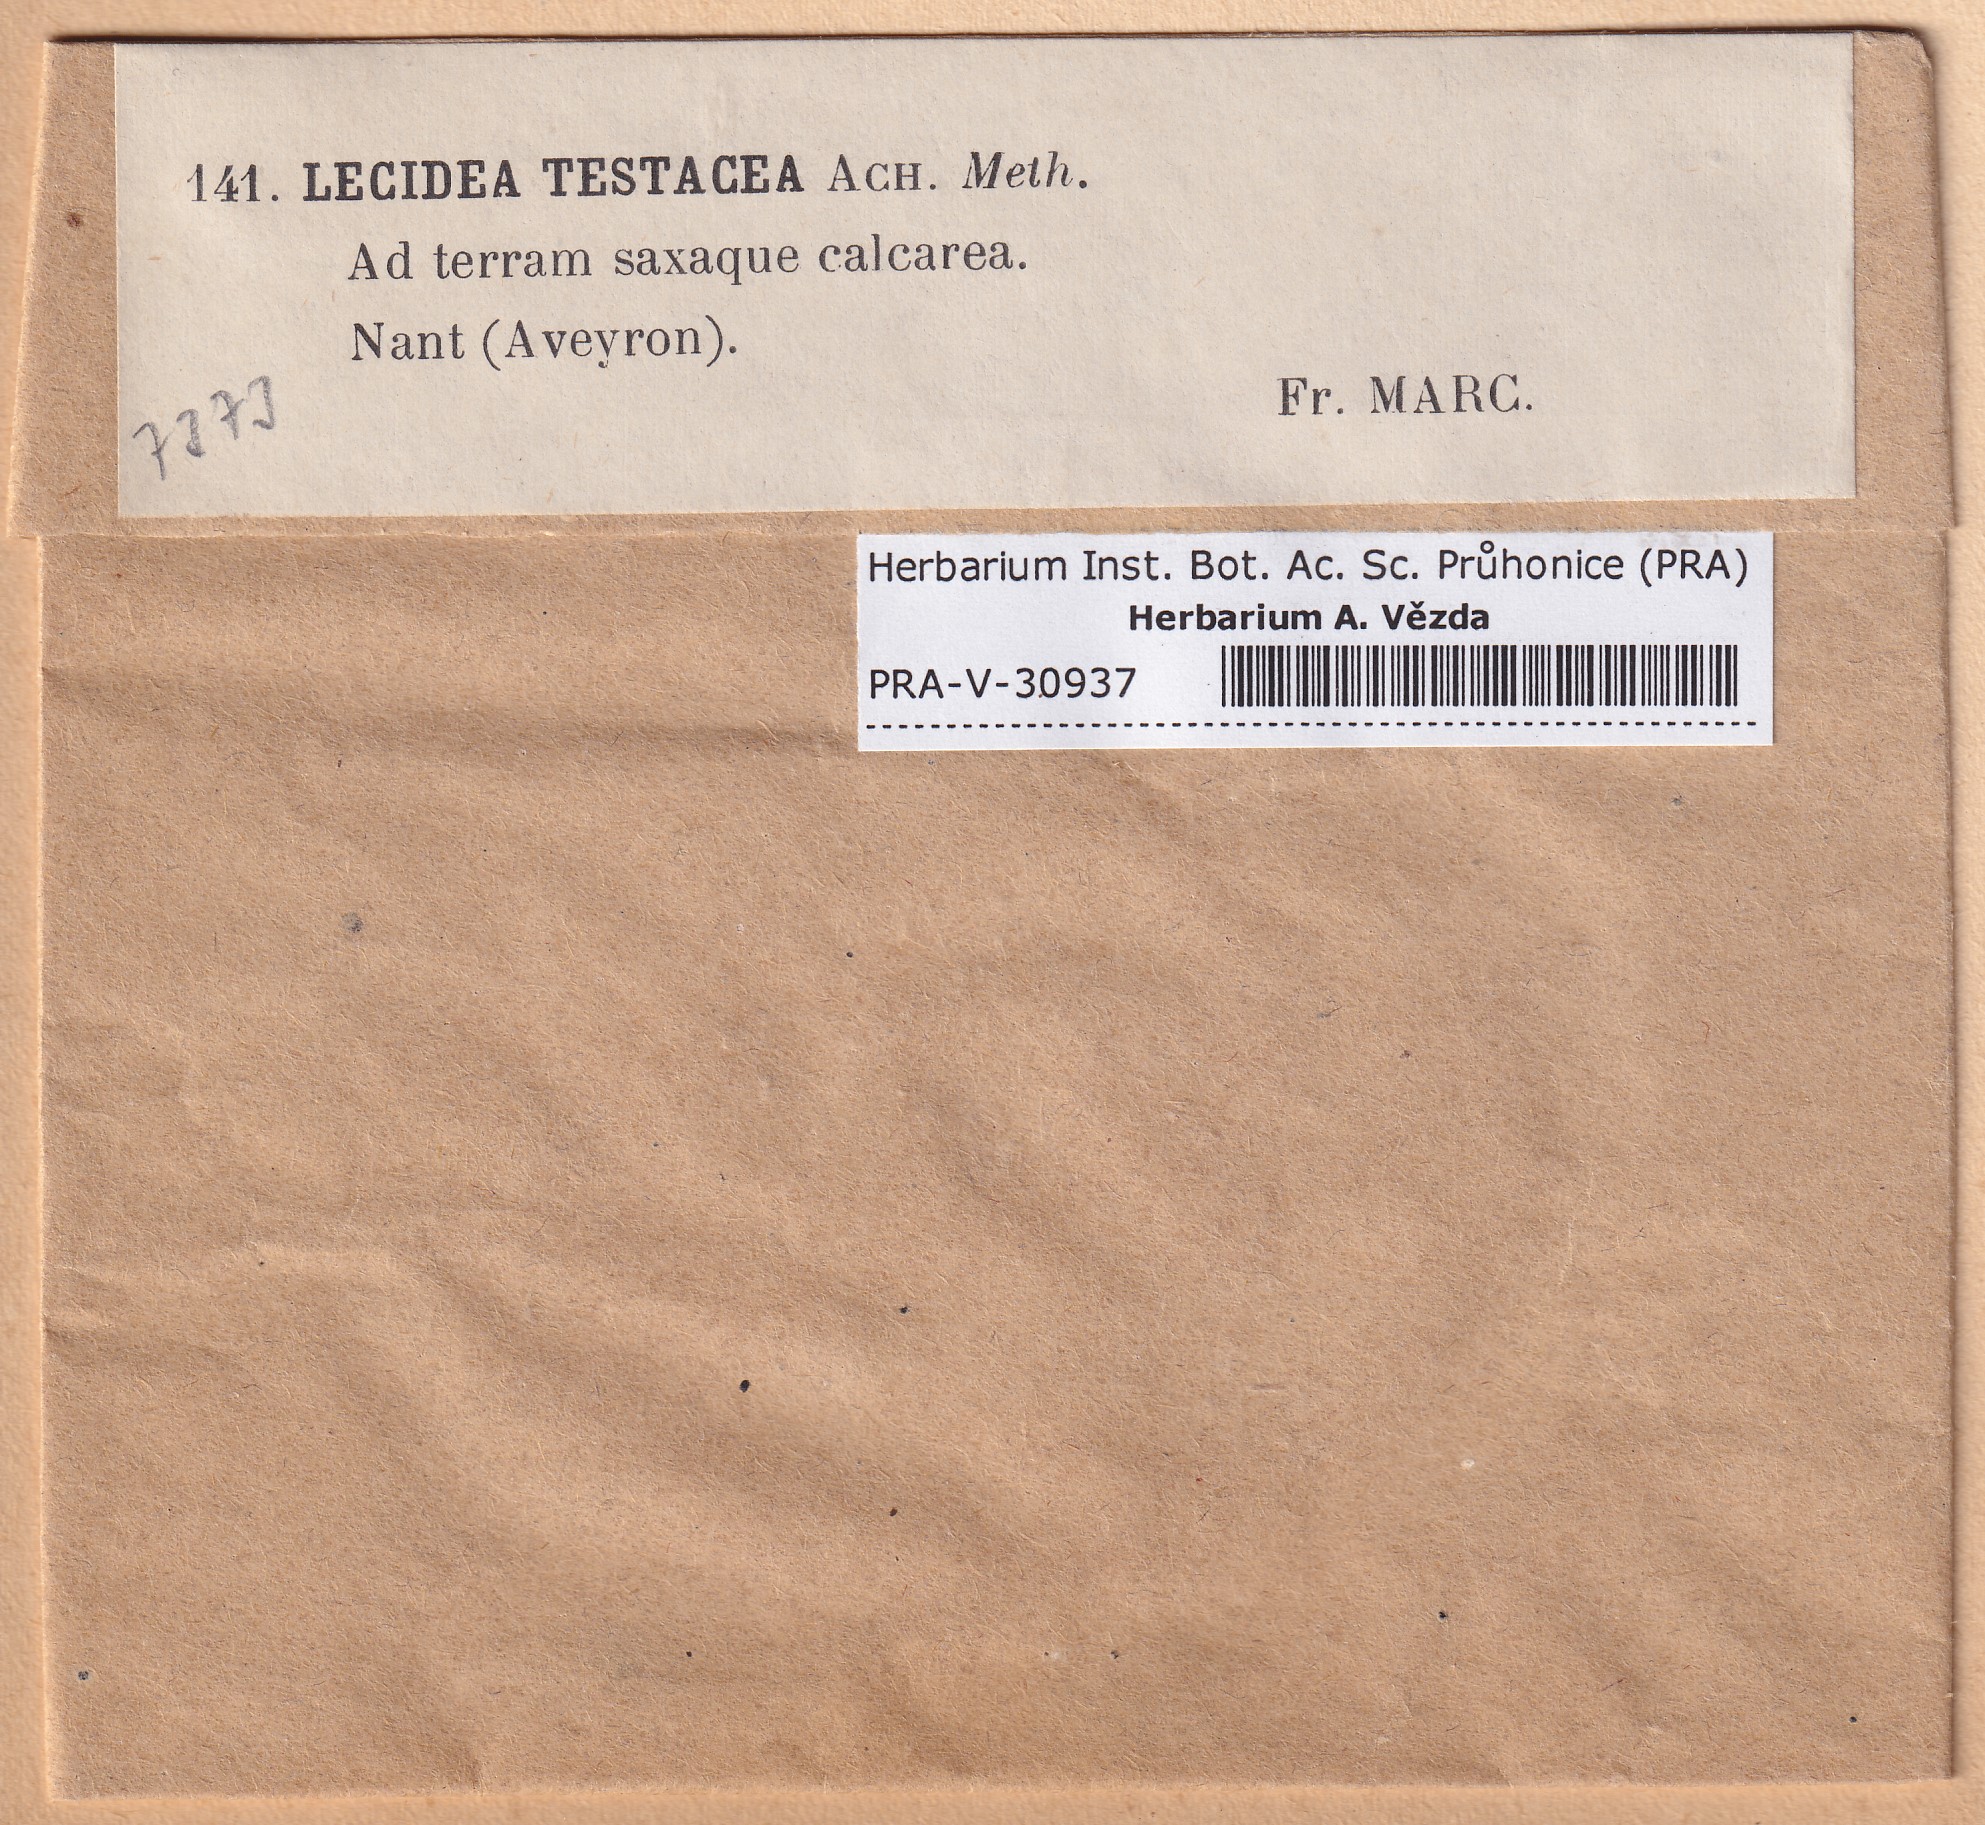 141. LECIDEA TESTACEA ACH. Meth.
Ad terram saxaque calcarea.
Nant (Aveyron).
Fr. MARC.
7373
Herbarium Inst. Bot. Ac. Sc. Průhonice (PRA)
Herbarium A. Vězda
PRA-V-30937